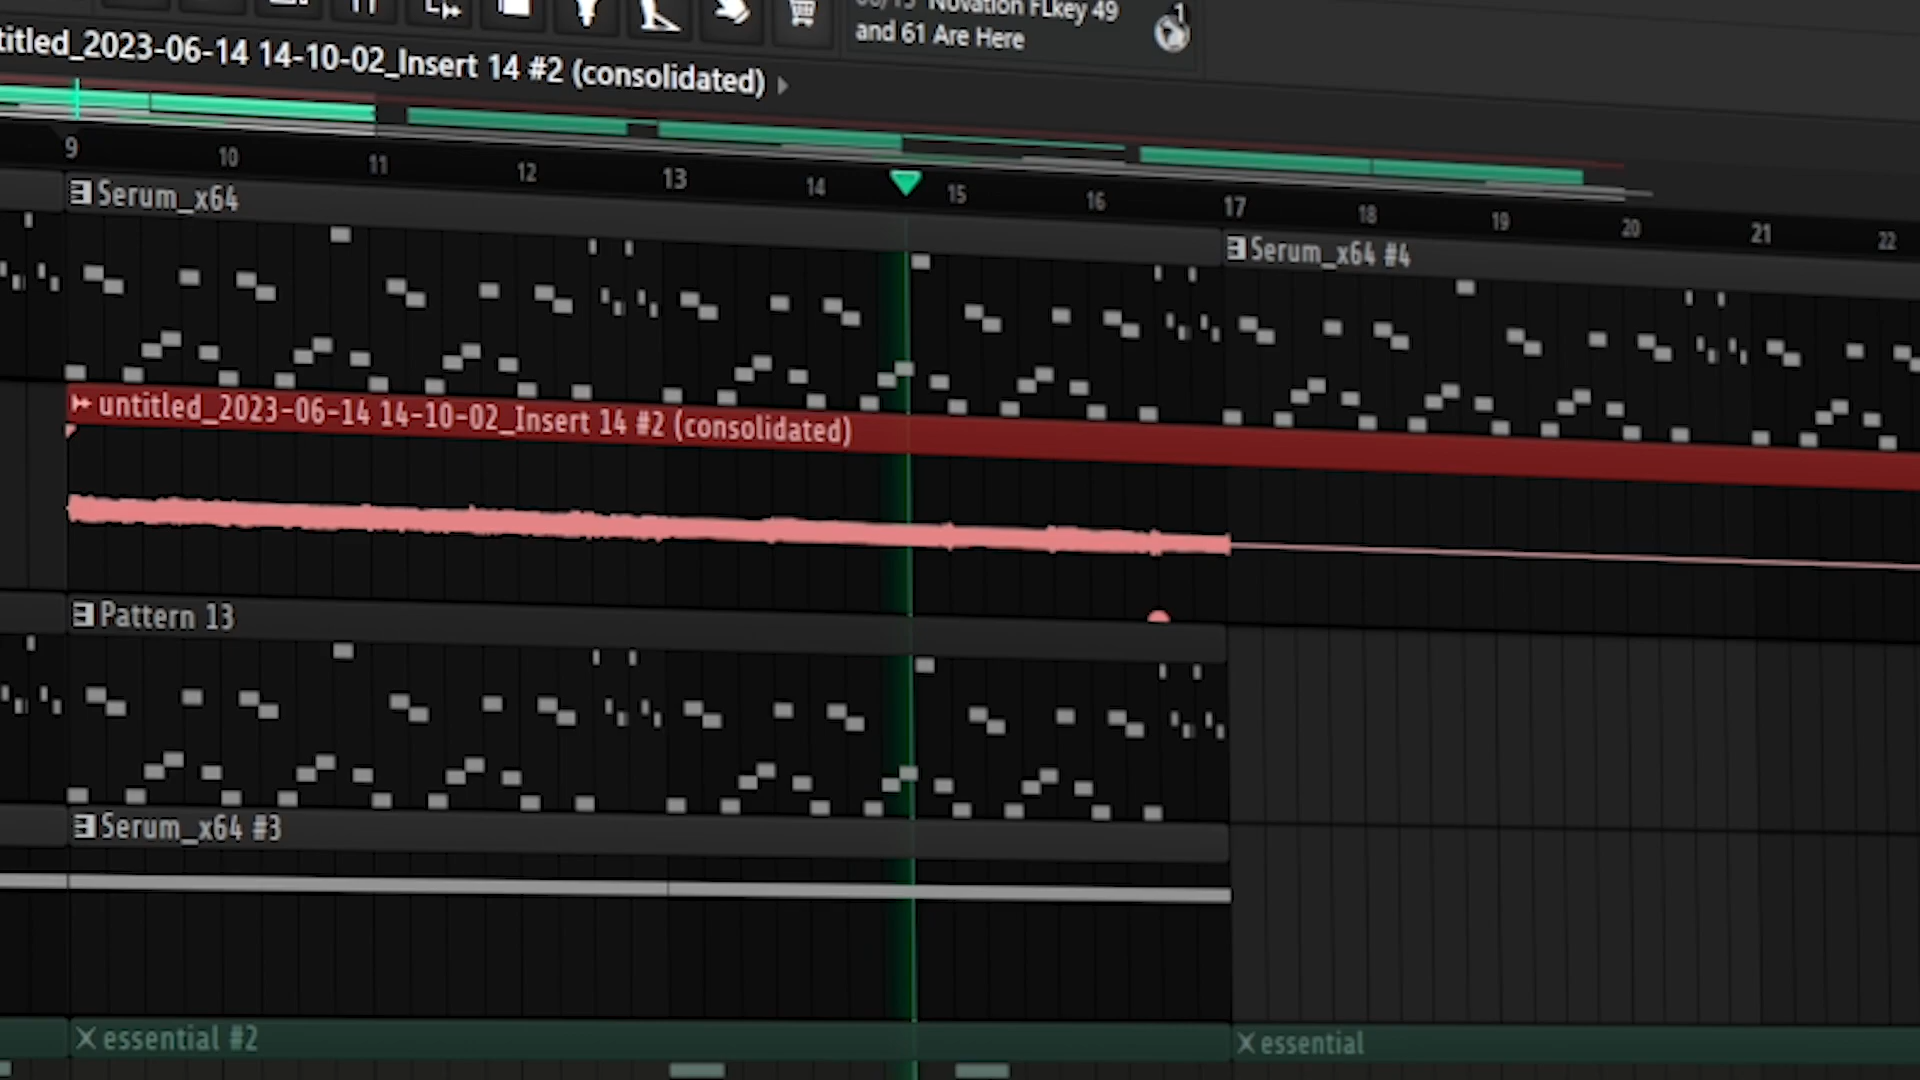 Novation FLkey 49
and 61 Are Here
1
titled_2023-06-14 14-10-02_Insert 14 #2 (consolidated)
9 10 11 12 13 14 15 16 17 18 19 20 21 22
Serum_x64
Serum_x64 #4
untitled_2023-06-14 14-10-02_Insert 14 #2 (consolidated)
Pattern 13
Serum_x64 #3
essential #2
essential